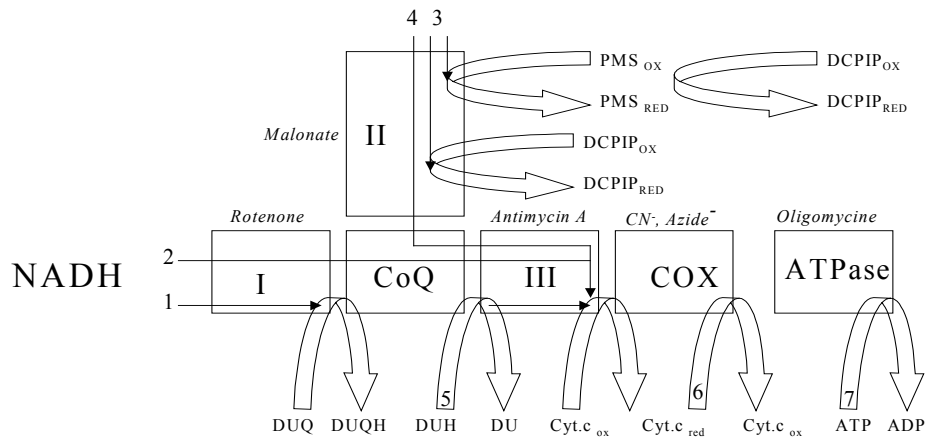 4 3
PMS OX DCPIP OX
PMS RED DCPIP RED
Malonate II
DCPIP OX
DCPIP RED
Rotenone Antimycin A CN-, Azide- Oligomycine
2
NADH I CoQ III COX ATPase
1
5 6 7
DUQ DUQH DUH DU Cyt.c ox Cyt.c red Cyt.c ox ATP ADP